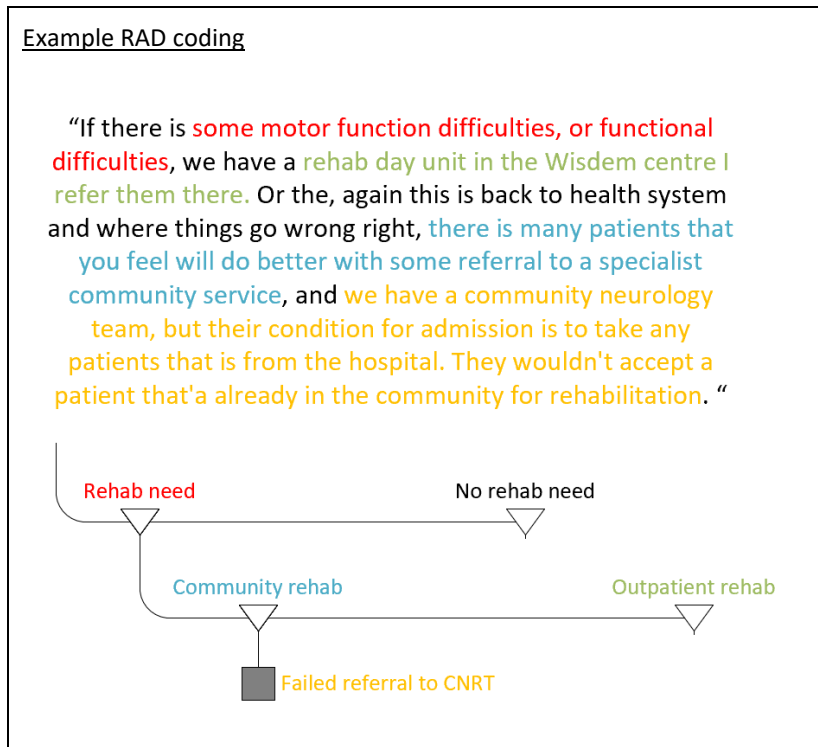 Example RAD coding
“If there is some motor function difficulties, or functional
difficulties, we have a rehab day unit in the Wisdem centre I
refer them there. Or the, again this is back to health system
and where things go wrong right, there is many patients that
you feel will do better with some referral to a specialist
community service, and we have a community neurology
team, but their condition for admission is to take any
patients that is from the hospital. They wouldn't accept a
patient that'a already in the community for rehabilitation. “
Rehab need No rehab need
Community rehab Outpatient rehab
Failed referral to CNRT